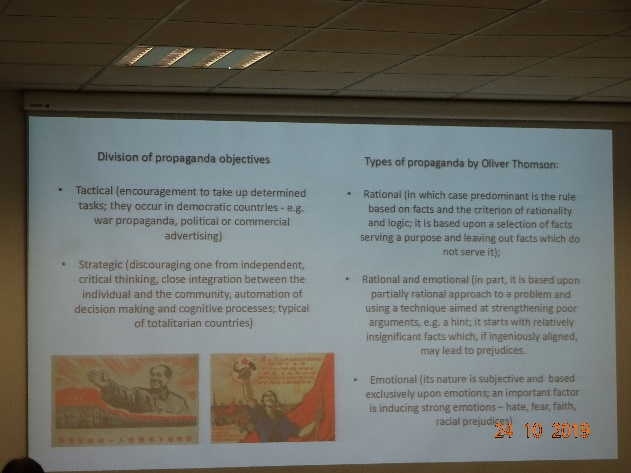 Division of propaganda objectives
Tactical (encouragement to take up determined
tasks; they occur in democratic countries - e.g.
war propaganda, political or commercial
advertising)
Strategic (discouraging one from independent,
critical thinking, close integration between the
individual and the community, automation of
decision making and cognitive processes; typical
of totalitarian countries)
Types of propaganda by Oliver Thomson:
Rational (in which case predominant is the rule
based on facts and the criterion of rationality
and logic; it is based upon a selection of facts
serving a purpose and leaving out facts which do
not serve it);
Rational and emotional (in part, it is based upon
partially rational approach to a problem and
using a technique aimed at strengthening poor
arguments, e.g. a hint; it starts with relatively
insignificant facts which, if ingeniously aligned,
may lead to prejudices.
Emotional (its nature is subjective and based
exclusively upon emotions; an important factor
is inducing strong emotions – hate, fear, faith,
racial prejudices)
24 10 2019